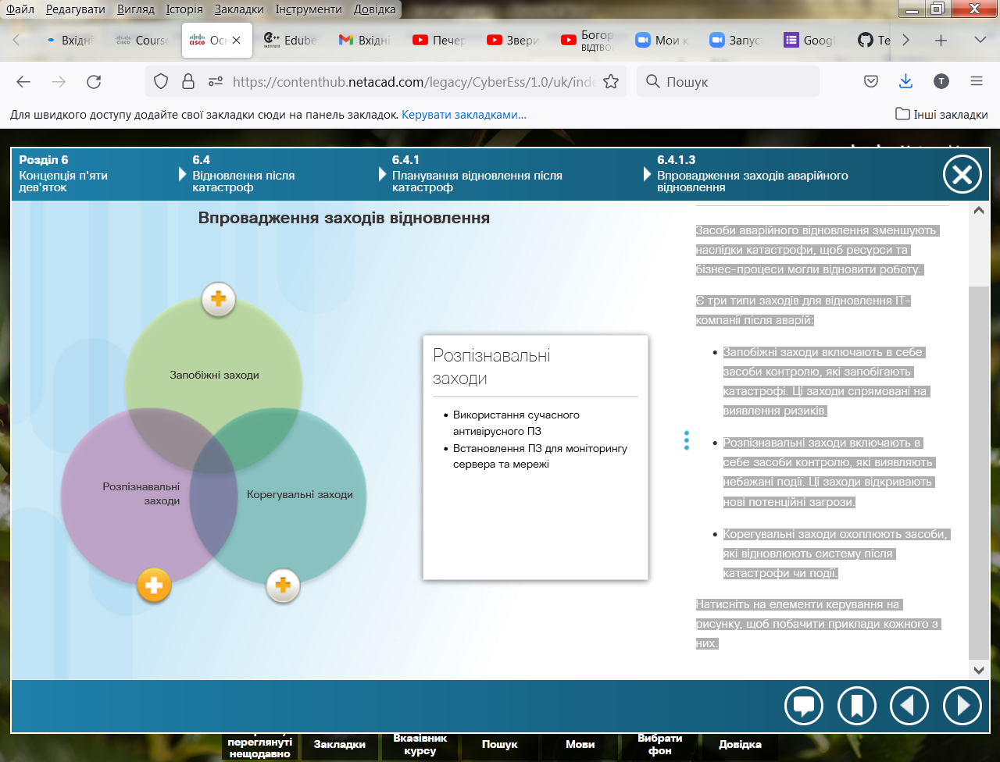 Файл Редагувати Вигляд Історія Закладки Інструменти Довідка
Вхідні Course Осн Edube Вхідні Печер Звери Богор Мои к Запус Googl Te
https://contenthub.netacad.com/legacy/CyberEss/1.0/uk/inde Пошук T
Для швидкого доступу додайте свої закладки сюди на панель закладок. Керувати закладками... Інші закладки
Розділ 6
Концепція п'яти
дев'яток
6.4
Відновлення після
катастроф
6.4.1
Планування відновлення після
катастроф
6.4.1.3
Впровадження заходів аварійного
відновлення
Впровадження заходів відновлення
Запобіжні заходи
Розпізнавальні
заходи
Корегувальні заходи
Розпізнавальні
заходи
Використання сучасного
антивірусного ПЗ
Встановлення ПЗ для моніторингу
сервера та мережі
Засоби аварійного відновлення зменшують
наслідки катастрофи, щоб ресурси та
бізнес-процеси могли відновити роботу.
Є три типи заходів для відновлення ІТ-
компанії після аварій:
Запобіжні заходи включають в себе
засоби контролю, які запобігають
катастрофі. Ці заходи спрямовані на
виявлення ризиків.
Розпізнавальні заходи включають в
себе засоби контролю, які виявляють
небажані події. Ці заходи відкривають
нові потенційні загрози.
Корегувальні заходи охоплюють засоби,
які відновлюють систему після
катастрофи чи події.
Натисніть на елементи керування на
рисунку, щоб побачити приклади кожного з
них.
переглянуті
нещодавно
Закладки
Вказівник
курсу
Пошук
Мови
Вибрати
фон
Довідка